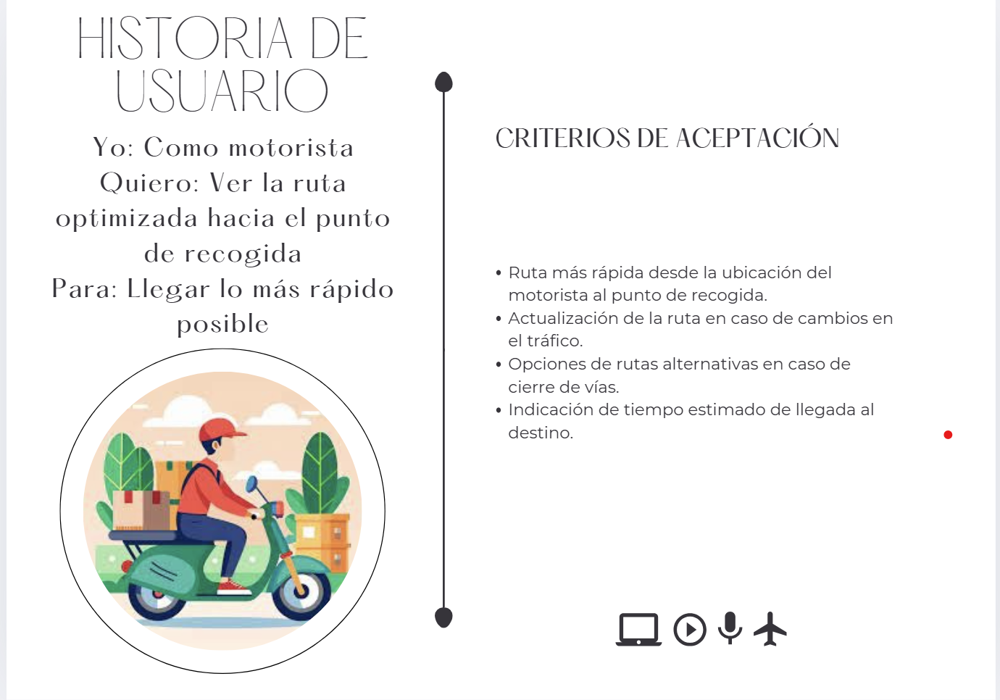 HISTORIA DE
USUARIO
Yo: Como motorista
Quiero: Ver la ruta
optimizada hacia el punto
de recogida
Para: Llegar lo más rápido
posible
CRITERIOS DE ACEPTACIÓN
• Ruta más rápida desde la ubicación del
motorista al punto de recogida.
• Actualización de la ruta en caso de cambios en
el tráfico.
• Opciones de rutas alternativas en caso de
cierre de vías.
• Indicación de tiempo estimado de llegada al
destino.